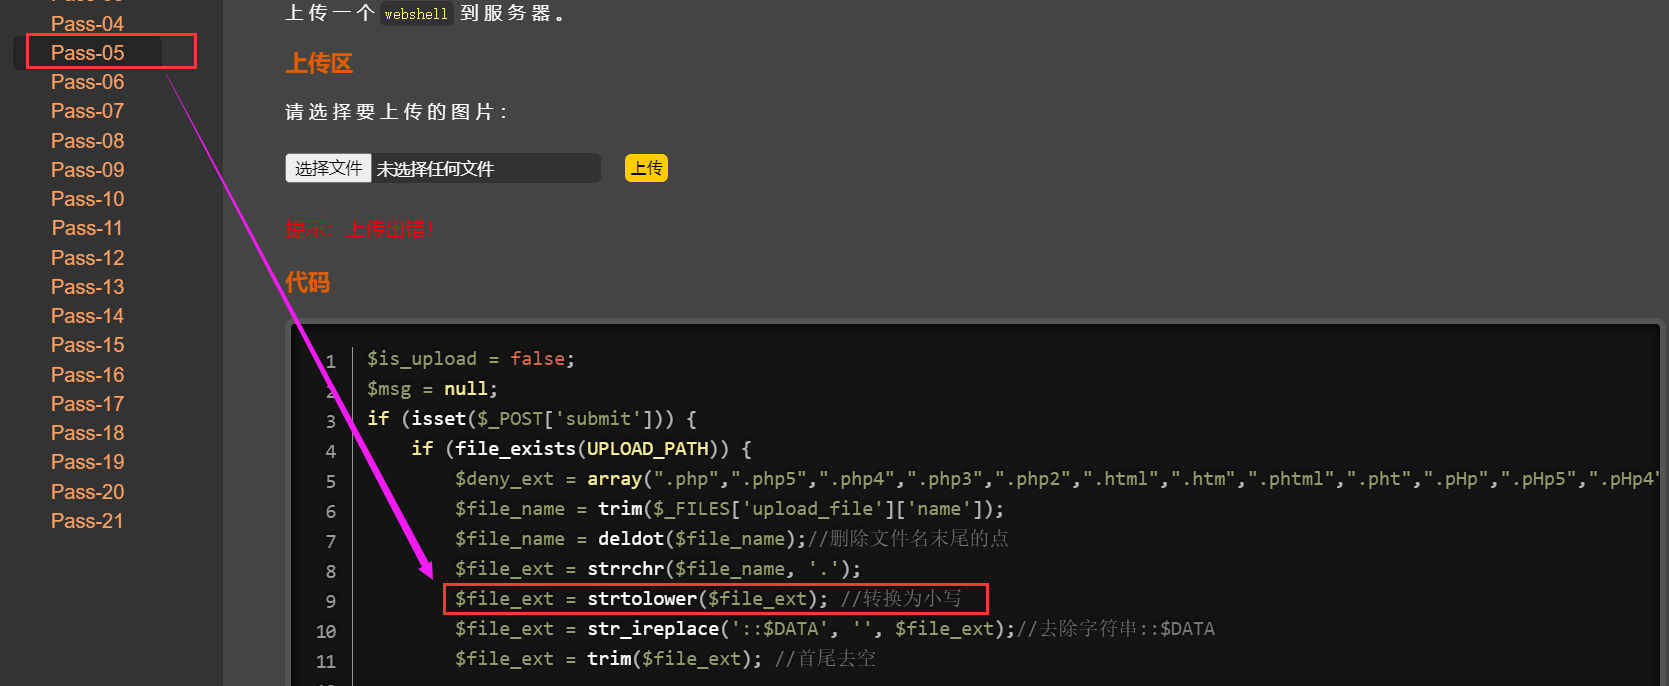 Pass-04
Pass-05
Pass-06
Pass-07
Pass-08
Pass-09
Pass-10
Pass-11
Pass-12
Pass-13
Pass-14
Pass-15
Pass-16
Pass-17
Pass-18
Pass-19
Pass-20
Pass-21
上传一个 webshell 到服务器。
上传区
请选择要上传的图片：
选择文件 未选择任何文件 上传
提示：上传出错！
代码
1 $is_upload = false;
2 $msg = null;
3 if (isset($_POST['submit'])) {
4 if (file_exists(UPLOAD_PATH)) {
5 $deny_ext = array(".php",".php5",".php4",".php3",".php2",".html",".htm",".phtml",".pht",".pHp",".pHp5",".pHp4"
6 $file_name = trim($_FILES['upload_file']['name']);
7 $file_name = deldot($file_name);//删除文件名末尾的点
8 $file_ext = strrchr($file_name, '.');
9 $file_ext = strtolower($file_ext); //转换为小写
10 $file_ext = str_ireplace('::$DATA', '', $file_ext);//去除字符串::$DATA
11 $file_ext = trim($file_ext); //首尾去空